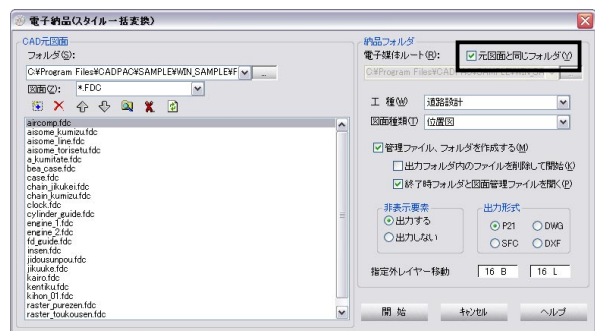 電子納品(スタイル一括変換)
CAD元図面
フォルダ(S):
C:¥Program Files¥CADPAC¥SAMPLE¥WIN_SAMPLE¥F
...
図面(Z): *.FDC
aircomp.fdc
aisome_kumizu.fdc
aisome_line.fdc
aisome_torisetu.fdc
a_kumitate.fdc
bea_case.fdc
case.fdc
chain_jikukei.fdc
chain_kumizu.fdc
clock.fdc
cylinder_guide.fdc
engine_1.fdc
engine_2.fdc
fd_guide.fdc
insen.fdc
jidousunpou.fdc
jikuuke.fdc
kairo.fdc
kentiku.fdc
kihon_01.fdc
raster_purezen.fdc
raster_toukousen.fdc
納品フォルダ
電子媒体ルート(R): 元図面と同じフォルダ(Y)
C:¥Program Files¥CADPAC¥SAMPLE¥WIN_SA
工 種(W) 道路設計
図面種類(T) 位置図
管理ファイル、フォルダを作成する(M)
出力フォルダ内のファイルを削除して開始(K)
終了時フォルダと図面管理ファイルを開く(P)
非表示要素
出力する
出力しない
出力形式
P21 DWG
SFC DXF
指定外レイヤー移動 16 B 16 L
開 始 キャンセル ヘルプ